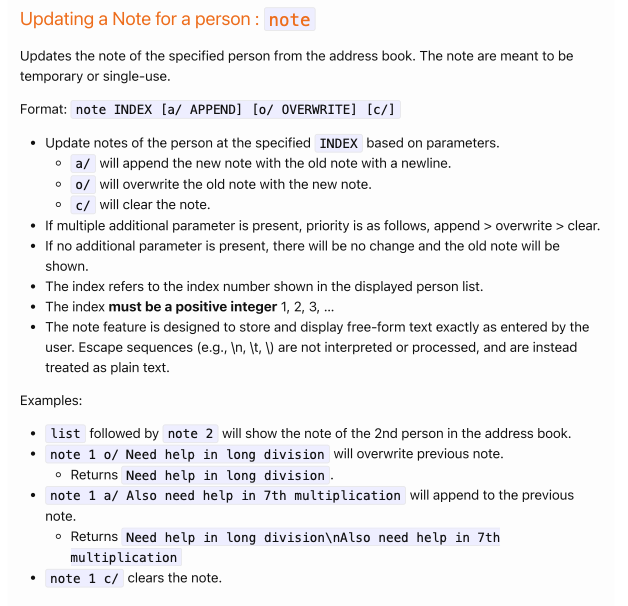 Updating a Note for a person : note
Updates the note of the specified person from the address book. The note are meant to be
temporary or single-use.
Format: note INDEX [a/ APPEND] [o/ OVERWRITE] [c/]
• Update notes of the person at the specified INDEX based on parameters.
◦ a/ will append the new note with the old note with a newline.
◦ o/ will overwrite the old note with the new note.
◦ c/ will clear the note.
• If multiple additional parameter is present, priority is as follows, append > overwrite > clear.
• If no additional parameter is present, there will be no change and the old note will be
shown.
• The index refers to the index number shown in the displayed person list.
• The index must be a positive integer 1, 2, 3, ...
• The note feature is designed to store and display free-form text exactly as entered by the
user. Escape sequences (e.g., \n, \t, \) are not interpreted or processed, and are instead
treated as plain text.
Examples:
• list followed by note 2 will show the note of the 2nd person in the address book.
• note 1 o/ Need help in long division will overwrite previous note.
◦ Returns Need help in long division .
• note 1 a/ Also need help in 7th multiplication will append to the previous
note.
◦ Returns Need help in long division\nAlso need help in 7th
multiplication
• note 1 c/ clears the note.